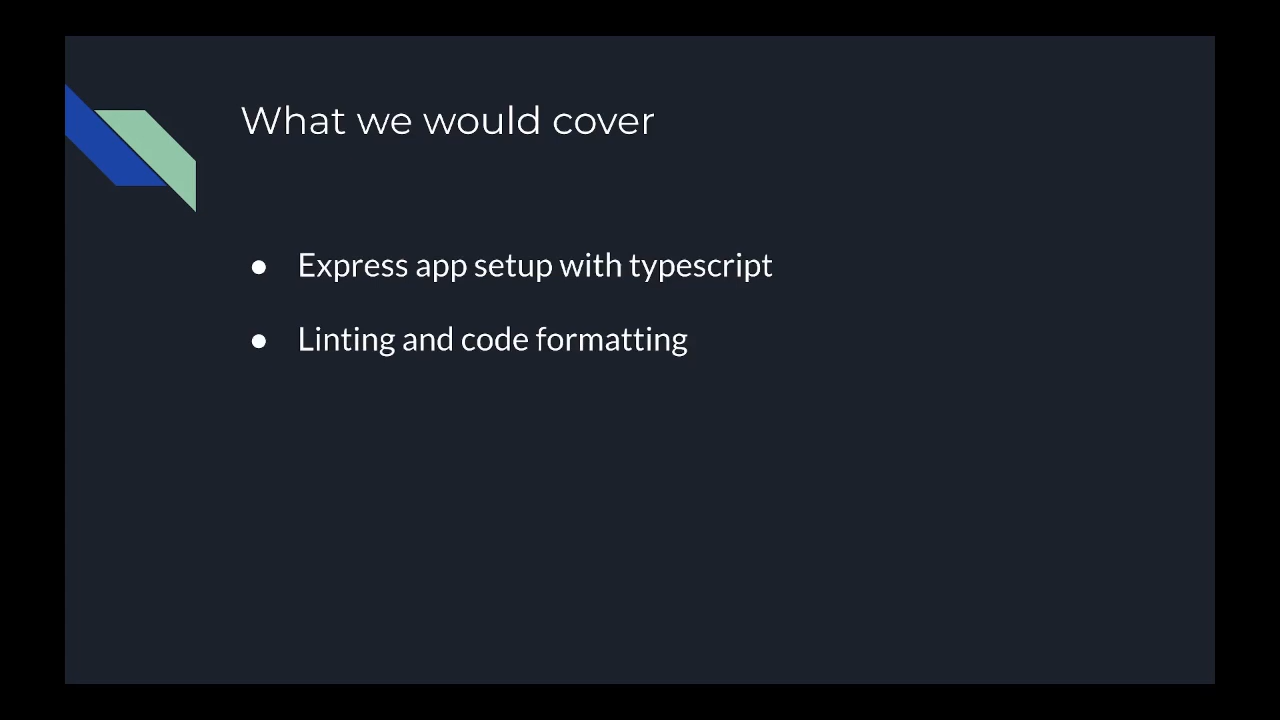 What we would cover
● Express app setup with typescript
● Linting and code formatting